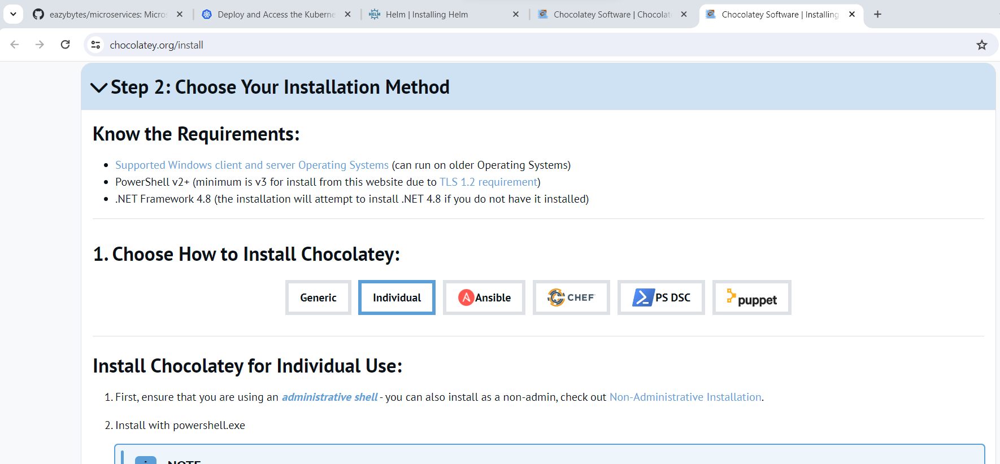 eazybytes/microservices: Micros
Deploy and Access the Kuberne
HELM
Helm | Installing Helm
Chocolatey Software | Chocolate
Chocolatey Software | Installing
chocolatey.org/install
Step 2: Choose Your Installation Method
Know the Requirements:
Supported Windows client and server Operating Systems (can run on older Operating Systems)
PowerShell v2+ (minimum is v3 for install from this website due to TLS 1.2 requirement)
.NET Framework 4.8 (the installation will attempt to install .NET 4.8 if you do not have it installed)
1. Choose How to Install Chocolatey:
Generic
Individual
A Ansible
CHEF
PS DSC
puppet
Install Chocolatey for Individual Use:
1. First, ensure that you are using an administrative shell - you can also install as a non-admin, check out Non-Administrative Installation.
2. Install with powershell.exe
NOTE